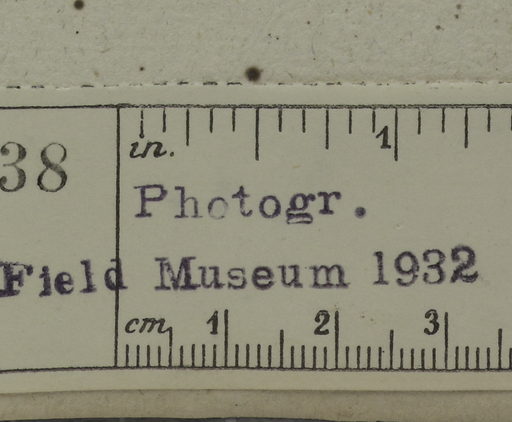 38
in. 1
Photogr.
Field Museum 1932
cm 1 2 3